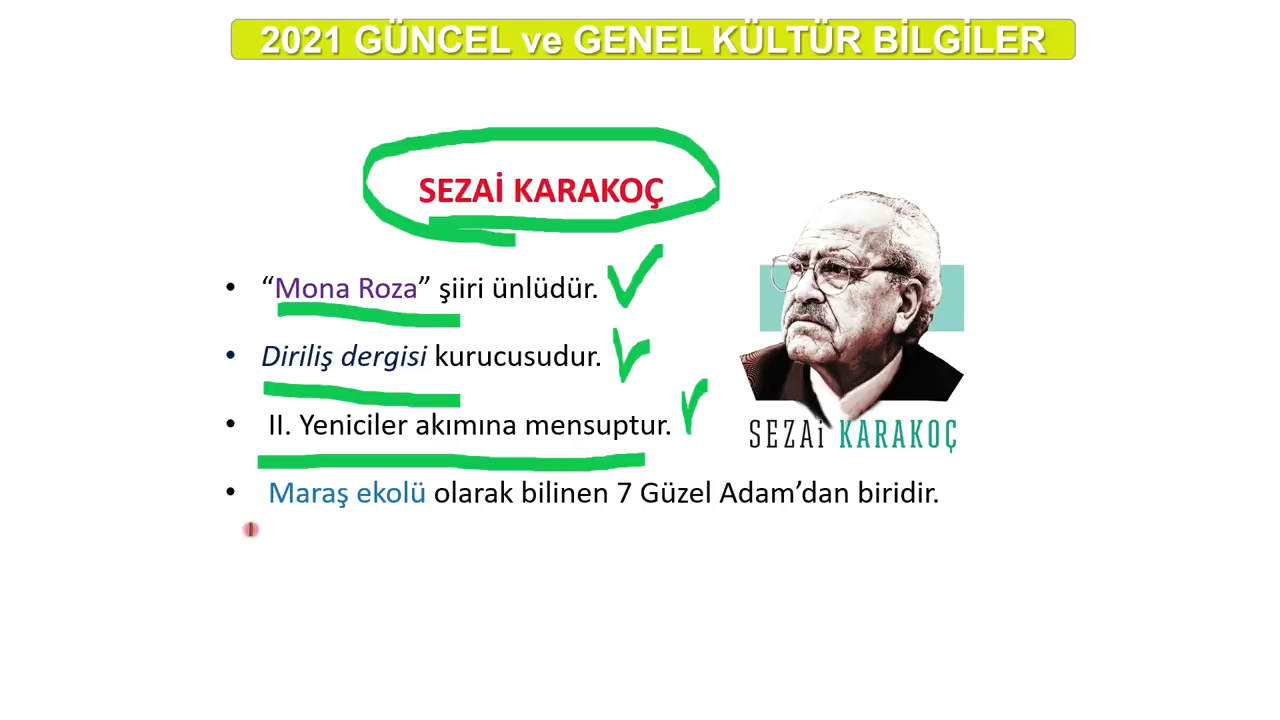 2021 GÜNCEL ve GENEL KÜLTÜR BİLGİLER
SEZAİ KARAKOÇ
• “Mona Roza” şiiri ünlüdür.
• Diriliş dergisi kurucusudur.
• II. Yeniciler akımına mensuptur.
SEZAi KARAKOÇ
• Maraş ekolü olarak bilinen 7 Güzel Adam’dan biridir.